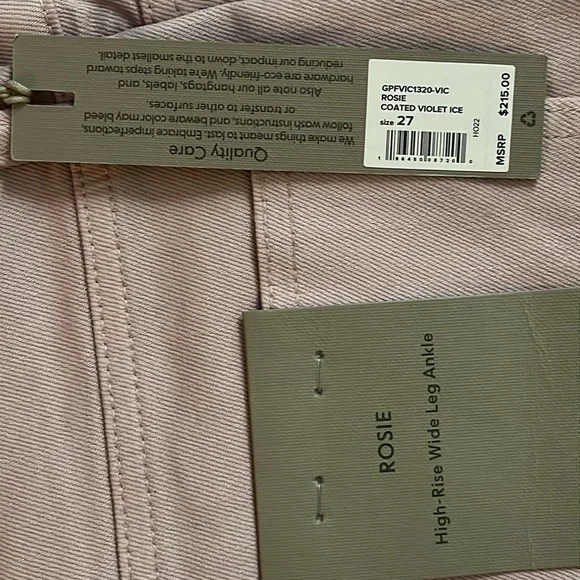 Quality Care
We make things meant to last. Embrace imperfections,
follow wash instructions, and beware color may bleed
or transfer to other surfaces.
Also note all our hangtags, labels, and
hardware are eco-friendly. We're taking steps toward
reducing our impact, down to the smallest detail.
GPFVIC1320-VIC
ROSIE
COATED VIOLET ICE
size 27
HO22
MSRP $215.00
ROSIE
High-Rise Wide Leg Ankle